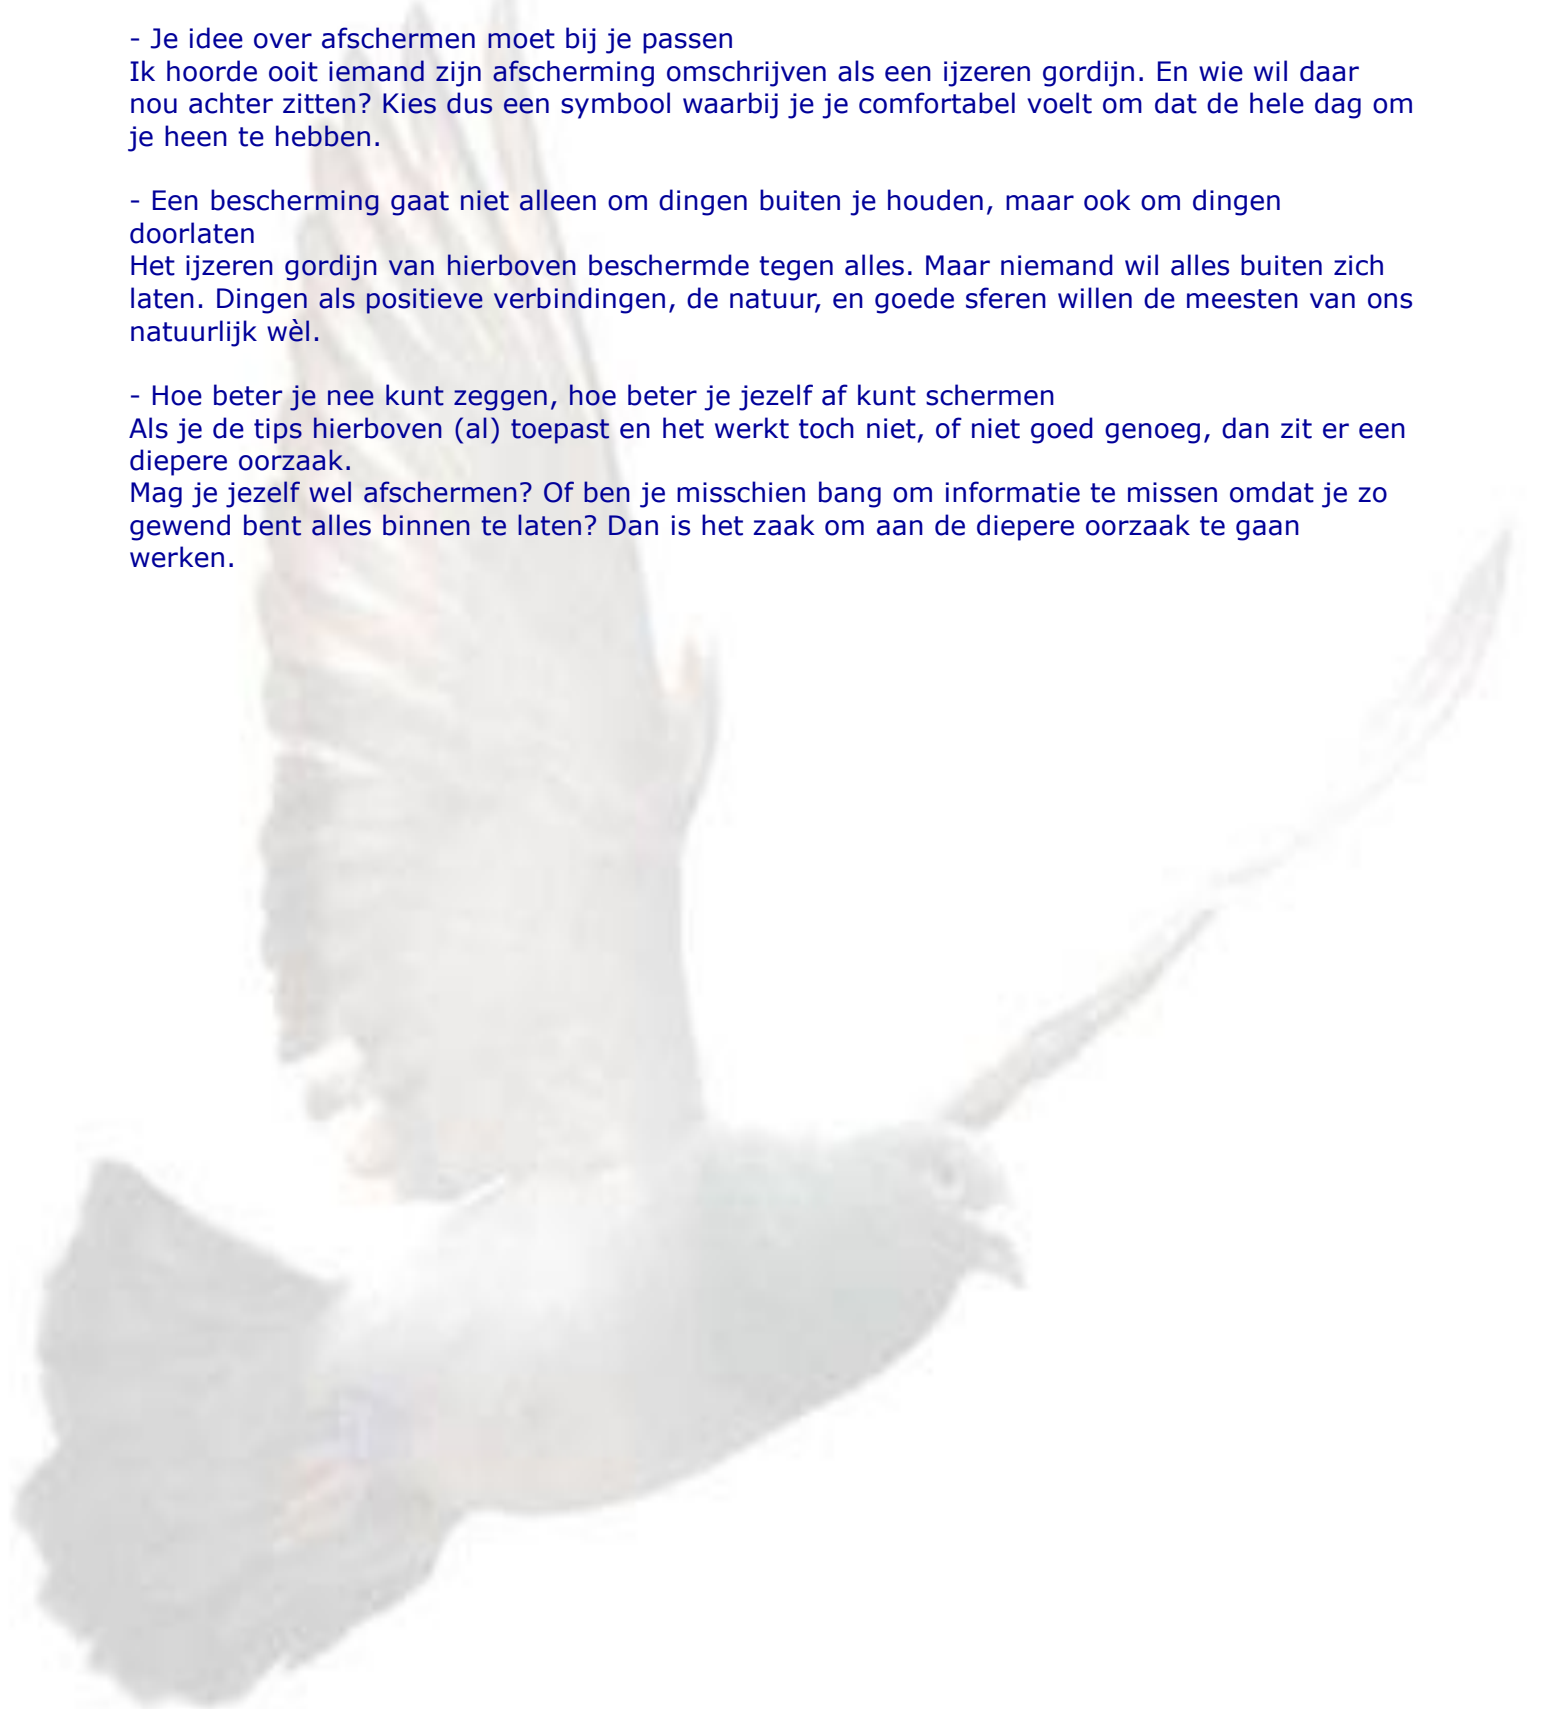 - Je idee over afschermen moet bij je passen
Ik hoorde ooit iemand zijn afscherming omschrijven als een ijzeren gordijn. En wie wil daar
nou achter zitten? Kies dus een symbool waarbij je je comfortabel voelt om dat de hele dag om
je heen te hebben.
- Een bescherming gaat niet alleen om dingen buiten je houden, maar ook om dingen
doorlaten
Het ijzeren gordijn van hierboven beschermde tegen alles. Maar niemand wil alles buiten zich
laten. Dingen als positieve verbindingen, de natuur, en goede sferen willen de meesten van ons
natuurlijk wèl.
- Hoe beter je nee kunt zeggen, hoe beter je jezelf af kunt schermen
Als je de tips hierboven (al) toepast en het werkt toch niet, of niet goed genoeg, dan zit er een
diepere oorzaak.
Mag je jezelf wel afschermen? Of ben je misschien bang om informatie te missen omdat je zo
gewend bent alles binnen te laten? Dan is het zaak om aan de diepere oorzaak te gaan
werken.